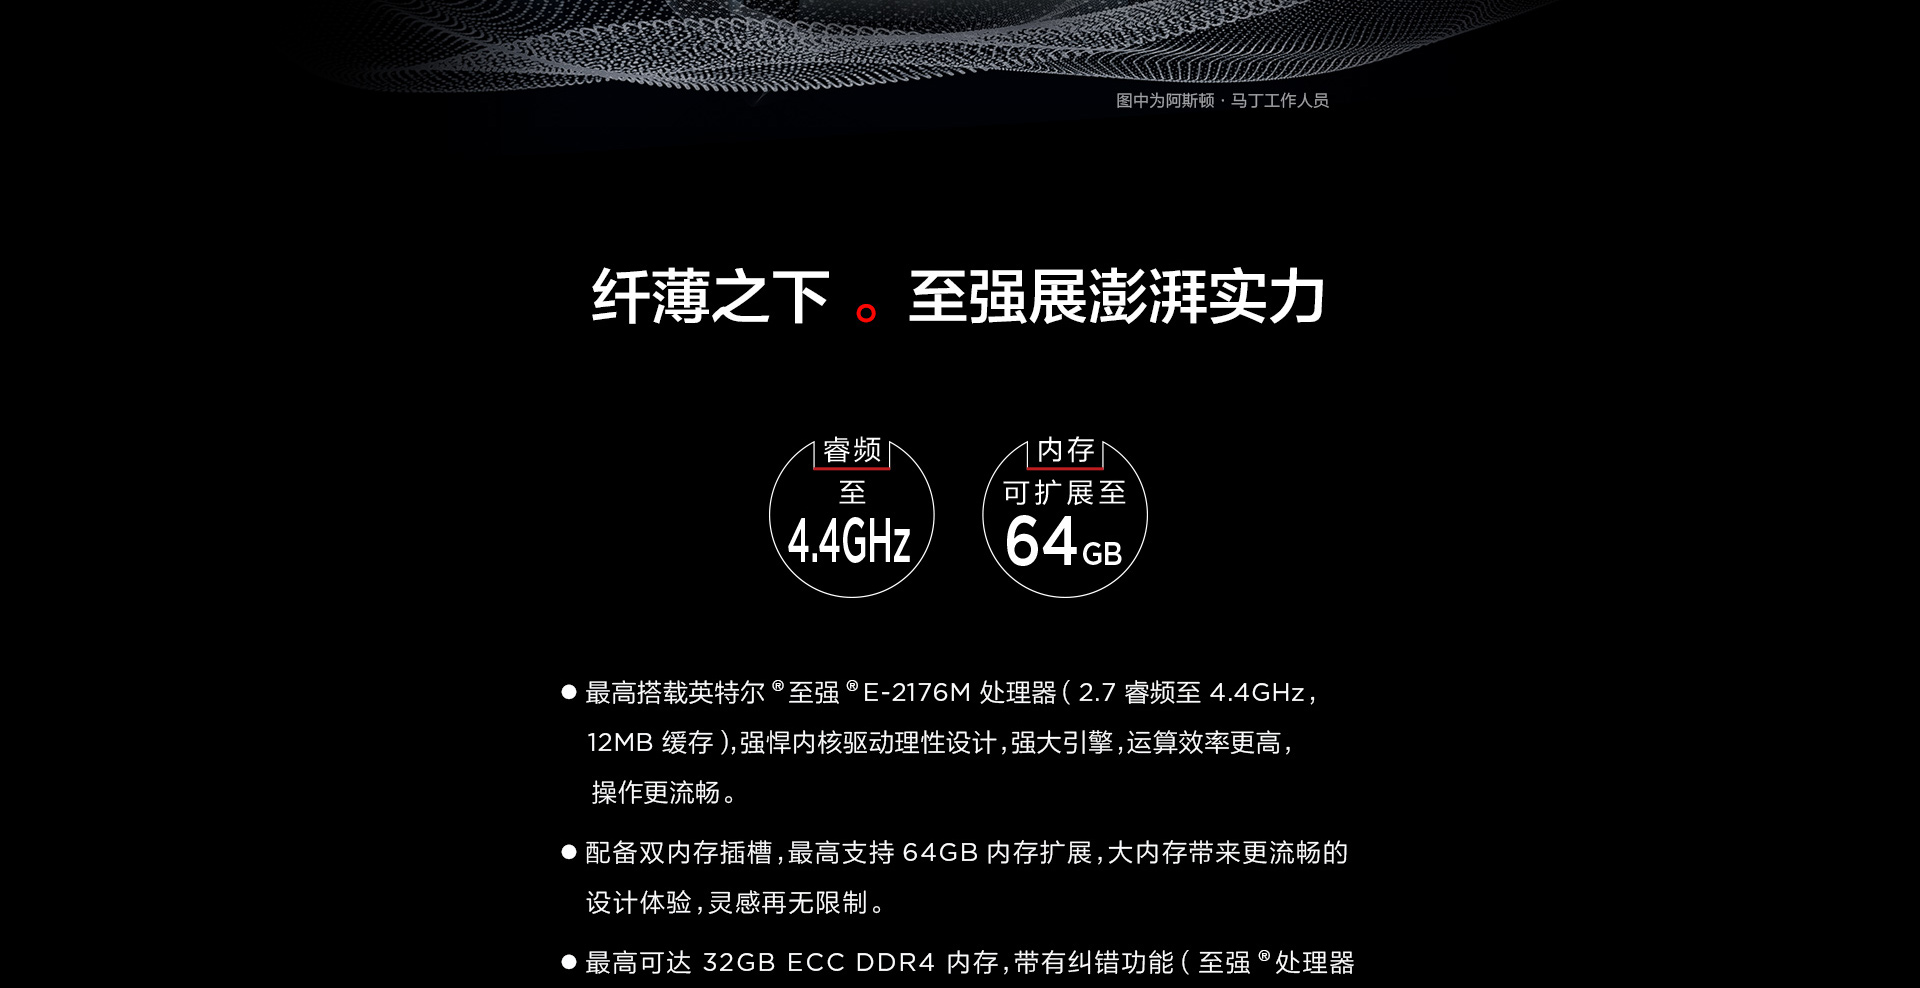 图中为阿斯顿 · 马丁工作人员
纤薄之下 。至强展澎湃实力
睿频
至
4.4GHz
内存
可扩展至
64GB
● 最高搭载英特尔®至强®E-2176M 处理器( 2.7 睿频至 4.4GHz,
12MB 缓存 ),强悍内核驱动理性设计,强大引擎,运算效率更高,
操作更流畅。
● 配备双内存插槽,最高支持 64GB 内存扩展,大内存带来更流畅的
设计体验,灵感再无限制。
● 最高可达 32GB ECC DDR4 内存,带有纠错功能( 至强®处理器